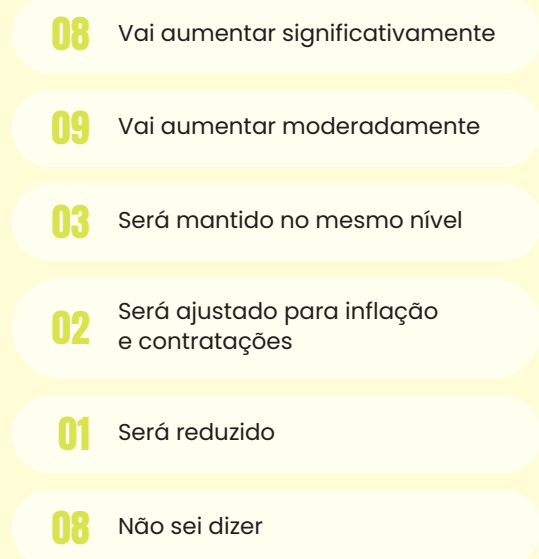 08 Vai aumentar significativamente
09 Vai aumentar moderadamente
03 Será mantido no mesmo nível
02 Será ajustado para inflação
e contratações
01 Será reduzido
08 Não sei dizer